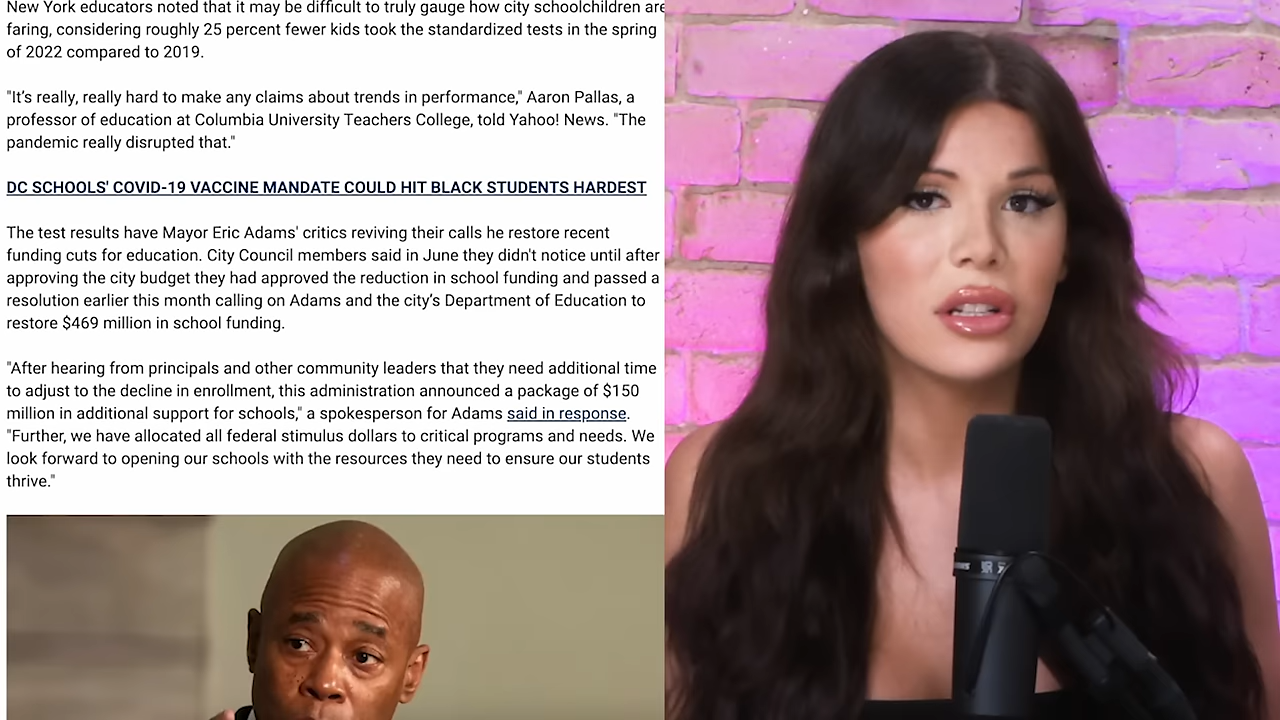 New York educators noted that it may be difficult to truly gauge how city schoolchildren are
faring, considering roughly 25 percent fewer kids took the standardized tests in the spring
of 2022 compared to 2019.
"It's really, really hard to make any claims about trends in performance," Aaron Pallas, a
professor of education at Columbia University Teachers College, told Yahoo! News. "The
pandemic really disrupted that."
DC SCHOOLS' COVID-19 VACCINE MANDATE COULD HIT BLACK STUDENTS HARDEST
The test results have Mayor Eric Adams' critics reviving their calls he restore recent
funding cuts for education. City Council members said in June they didn't notice until after
approving the city budget they had approved the reduction in school funding and passed a
resolution earlier this month calling on Adams and the city's Department of Education to
restore $469 million in school funding.
"After hearing from principals and other community leaders that they need additional time
to adjust to the decline in enrollment, this administration announced a package of $150
million in additional support for schools," a spokesperson for Adams said in response.
"Further, we have allocated all federal stimulus dollars to critical programs and needs. We
look forward to opening our schools with the resources they need to ensure our students
thrive."